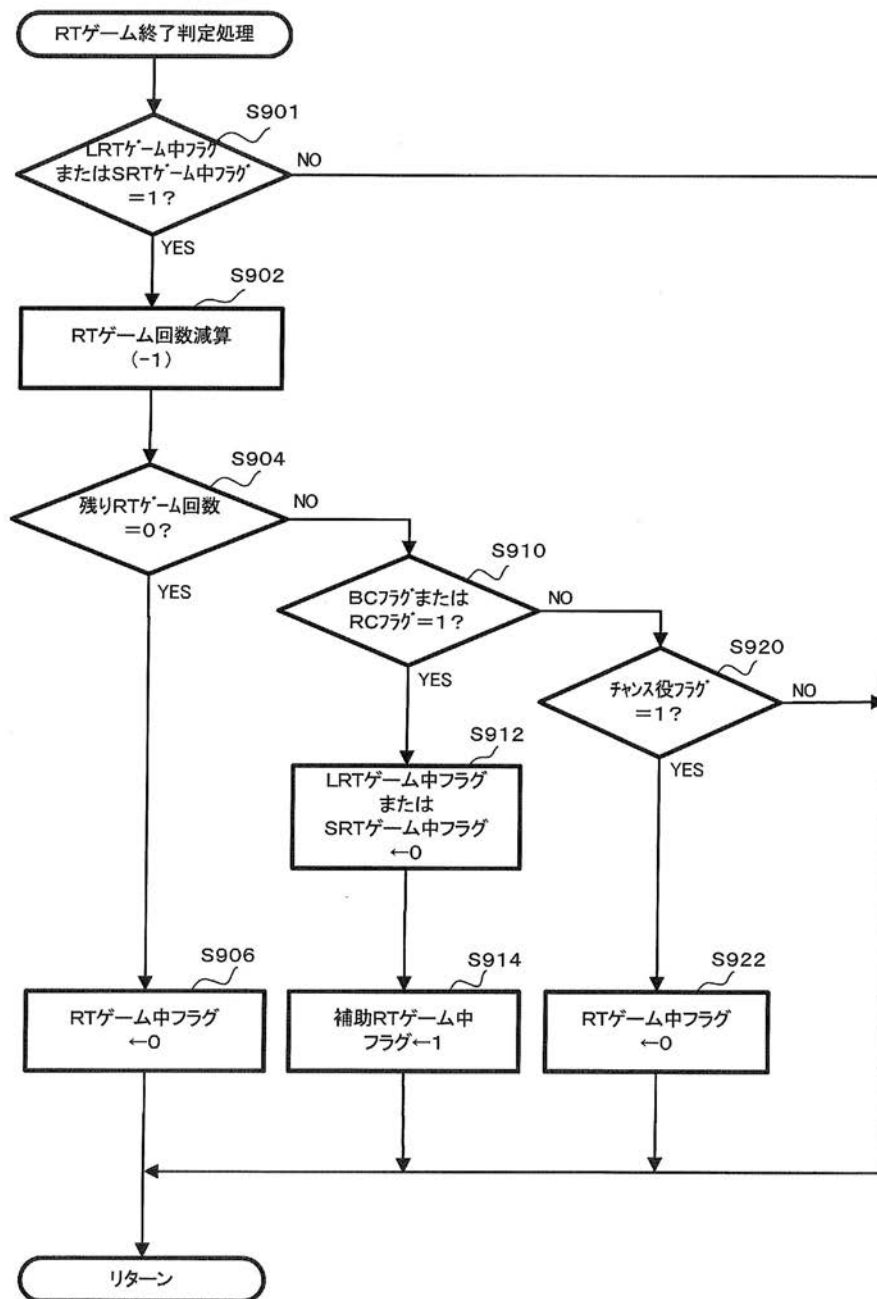 RTゲーム終了判定処理
S901
LRTゲーム中フラグ
またはSRTゲーム中フラグ
=1?
NO
YES
S902
RTゲーム回数減算
(-1)
S904
残りRTゲーム回数
=0?
NO
YES
S910
BCフラグまたは
RCフラグ=1?
NO
YES
S920
チャンス役フラグ
=1?
NO
YES
S912
LRTゲーム中フラグ
または
SRTゲーム中フラグ
←0
S906
RTゲーム中フラグ
←0
S914
補助RTゲーム中
フラグ←1
S922
RTゲーム中フラグ
←0
リターン